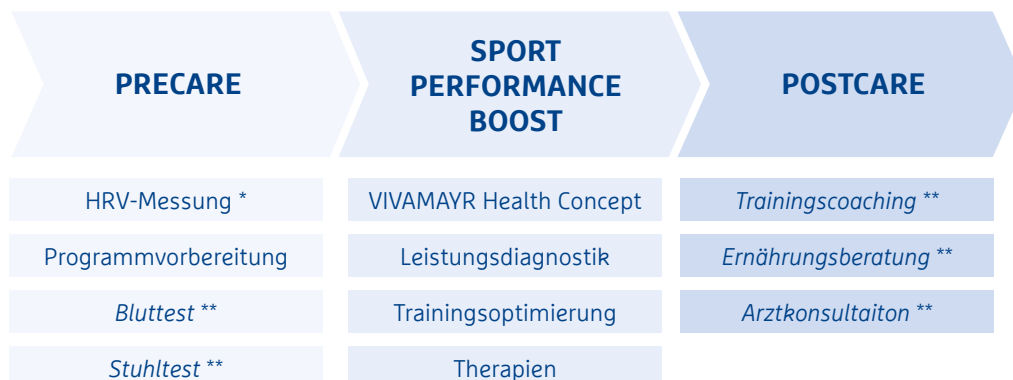 PRECARE
SPORT
PERFORMANCE
BOOST
POSTCARE
HRV-Messung *
VIVAMAYR Health Concept
Trainingscoaching **
Programmvorbereitung
Leistungsdiagnostik
Ernährungsberatung **
Bluttest **
Trainingsoptimierung
Arztkonsultaiton **
Stuhltest **
Therapien